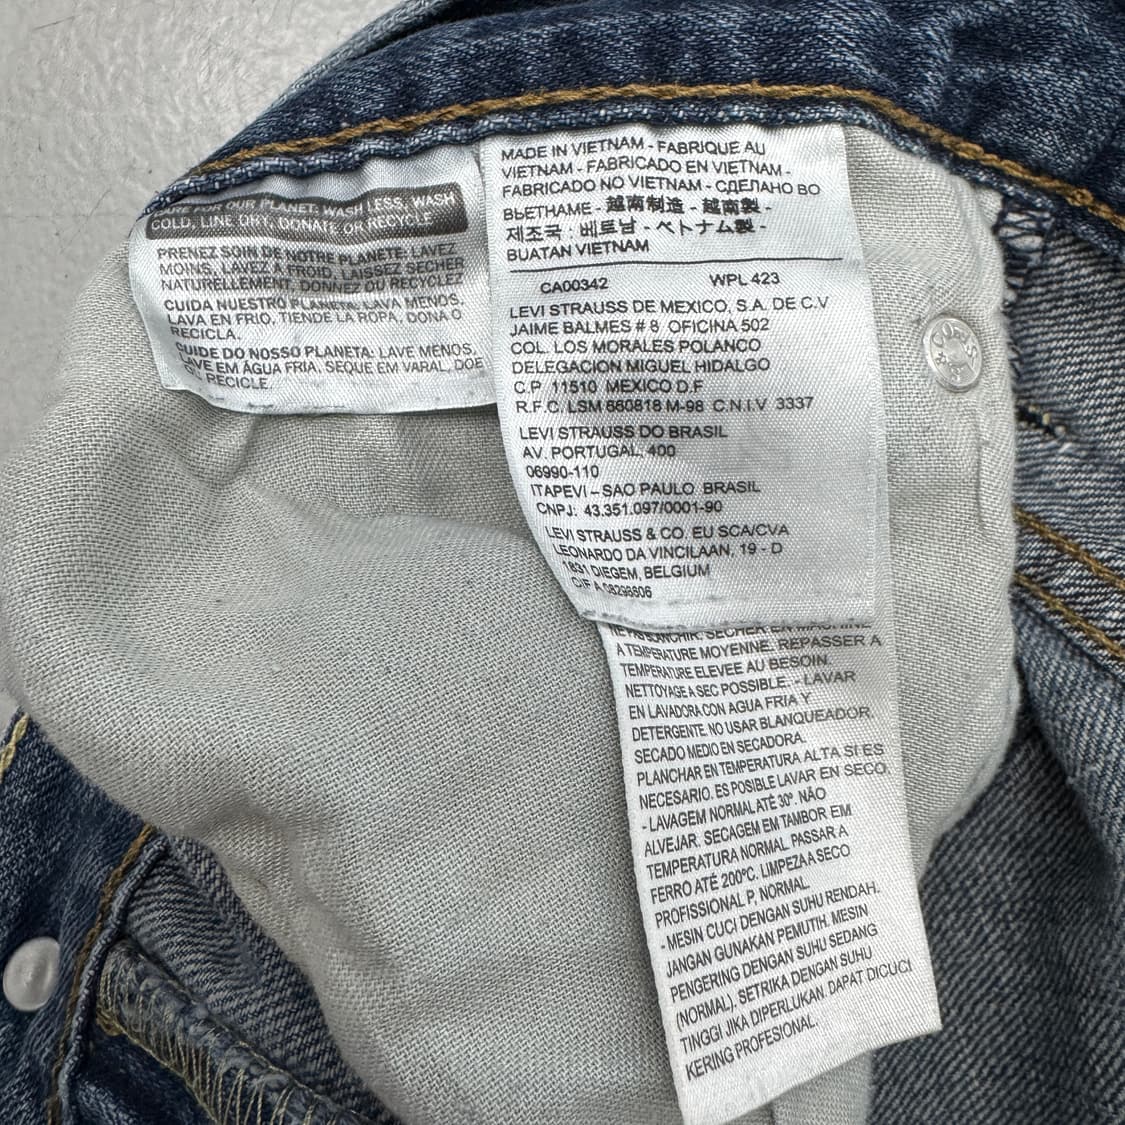 CARE FOR OUR PLANET: WASH LESS, WASH
COLD, LINE DRY, DONATE OR RECYCLE
PRENEZ SOIN DE NOTRE PLANETE: LAVEZ
MOINS, LAVEZ A FROID, LAISSEZ SECHER
NATURELLEMENT, DONNEZ OU RECYCLEZ
CUIDA NUESTRO PLANETA: LAVA MENOS,
LAVA EN FRIO, TIENDE LA ROPA, DONA O
RECICLA.
CUIDE DO NOSSO PLANETA: LAVE MENOS,
LAVE EM ÁGUA FRIA, SEQUE EM VARAL, DOE
OU RECICLE.
MADE IN VIETNAM - FABRIQUE AU
VIETNAM - FABRICADO EN VIETNAM -
FABRICADO NO VIETNAM - СДЕЛАНО ВО
ВЬЕТНАМЕ - 越南制造 - 越南製 -
제조국 : 베트남 - ベトナム製 -
BUATAN VIETNAM
CA00342 WPL 423
LEVI STRAUSS DE MEXICO, S.A. DE C.V
JAIME BALMES # 8 OFICINA 502
COL. LOS MORALES POLANCO
DELEGACION MIGUEL HIDALGO
C.P. 11510 MEXICO D.F
R.F.C. LSM 660818 M-98 C.N.I.V 3337
LEVI STRAUSS DO BRASIL
AV. PORTUGAL, 400
06990-110
ITAPEVI – SAO PAULO BRASIL
CNPJ: 43.351.097/0001-90
LEVI STRAUSS & CO. EU SCA/CVA
LEONARDO DA VINCILAAN, 19 - D
1831 DIEGEM, BELGIUM
CIF A 08298806
NE PAS BLANCHIR. SECHER EN MACHINE
A TEMPERATURE MOYENNE. REPASSER A
TEMPERATURE ELEVEE AU BESOIN.
NETTOYAGE A SEC POSSIBLE. - LAVAR
EN LAVADORA CON AGUA FRIA Y
DETERGENTE. NO USAR BLANQUEADOR.
SECADO MEDIO EN SECADORA.
PLANCHAR EN TEMPERATURA ALTA SI ES
NECESARIO. ES POSIBLE LAVAR EN SECO.
- LAVAGEM NORMAL ATÉ 30°. NÃO
ALVEJAR. SECAGEM EM TAMBOR EM
TEMPERATURA NORMAL. PASSAR A
FERRO ATÉ 200°C. LIMPEZA A SECO
PROFISSIONAL P, NORMAL.
- MESIN CUCI DENGAN SUHU RENDAH.
JANGAN GUNAKAN PEMUTIH. MESIN
PENGERING DENGAN SUHU SEDANG
(NORMAL). SETRIKA DENGAN SUHU
TINGGI JIKA DIPERLUKAN. DAPAT DICUCI
KERING PROFESIONAL.